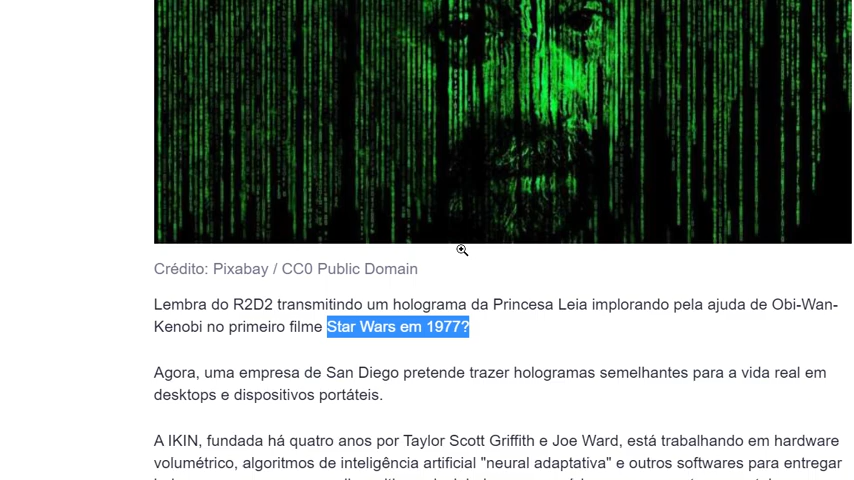 Crédito: Pixabay / CC0 Public Domain
Lembra do R2D2 transmitindo um holograma da Princesa Leia implorando pela ajuda de Obi-Wan-
Kenobi no primeiro filme Star Wars em 1977?
Agora, uma empresa de San Diego pretende trazer hologramas semelhantes para a vida real em
desktops e dispositivos portáteis.
A IKIN, fundada há quatro anos por Taylor Scott Griffith e Joe Ward, está trabalhando em hardware
volumétrico, algoritmos de inteligência artificial "neural adaptativa" e outros softwares para entregar